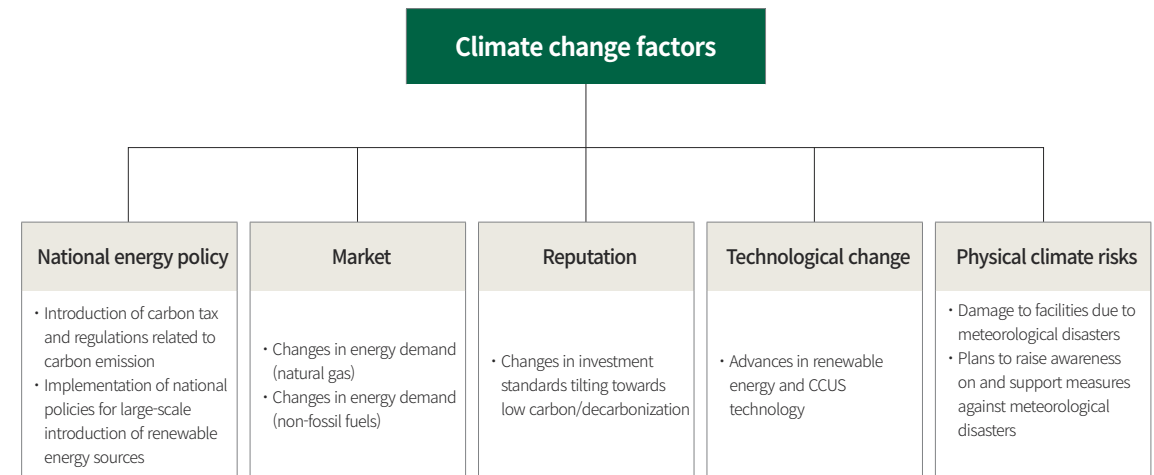 Climate change factors
National energy policy
・Introduction of carbon tax
and regulations related to
carbon emission
・Implementation of national
policies for large-scale
introduction of renewable
energy sources
Market
・Changes in energy demand
(natural gas)
・Changes in energy demand
(non-fossil fuels)
Reputation
・Changes in investment
standards tilting towards
low carbon/decarbonization
Technological change
・Advances in renewable
energy and CCUS
technology
Physical climate risks
・Damage to facilities due to
meteorological disasters
・Plans to raise awareness
on and support measures
against meteorological
disasters